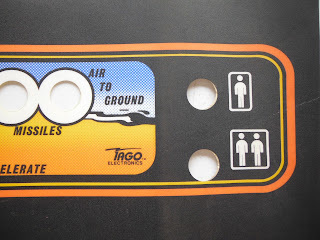 AIR
TO
GROUND
MISSILES
TAGO
ELECTRONICS
ELERATE